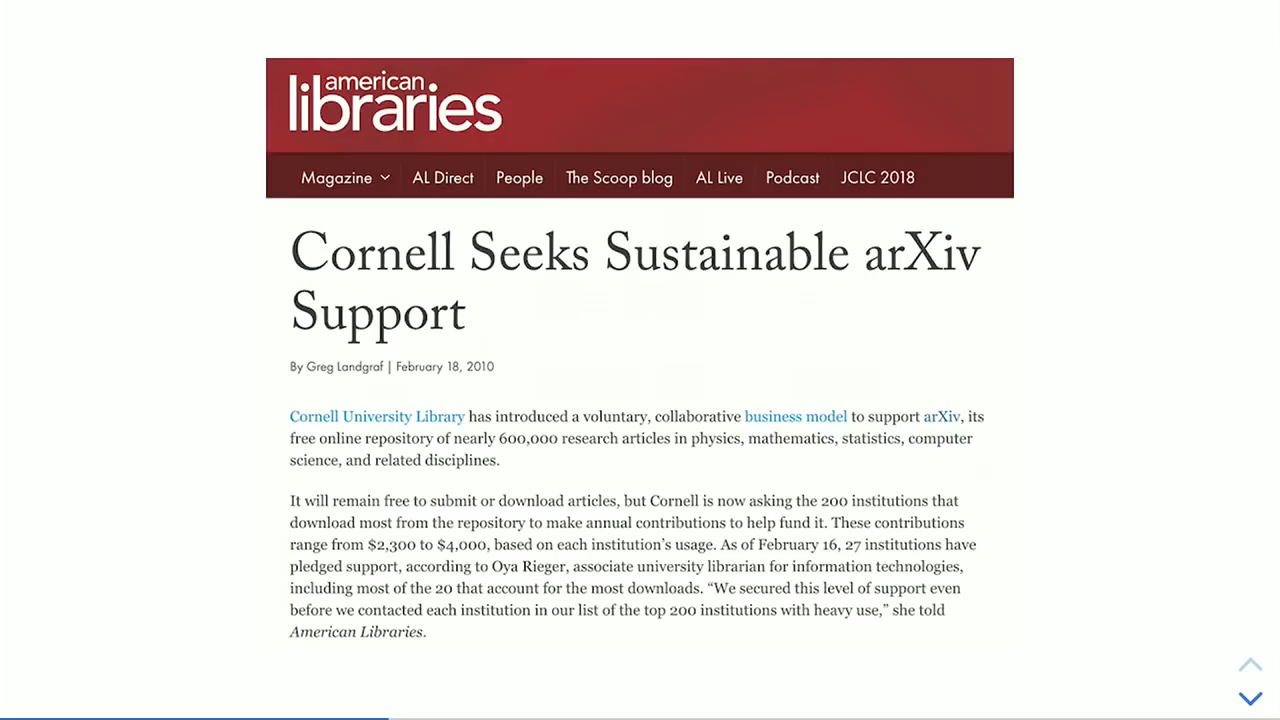 american
libraries
Magazine AL Direct People The Scoop blog AL Live Podcast JCLC 2018
Cornell Seeks Sustainable arXiv
Support
By Greg Landgraf | February 18, 2010
Cornell University Library has introduced a voluntary, collaborative business model to support arXiv, its
free online repository of nearly 600,000 research articles in physics, mathematics, statistics, computer
science, and related disciplines.
It will remain free to submit or download articles, but Cornell is now asking the 200 institutions that
download most from the repository to make annual contributions to help fund it. These contributions
range from $2,300 to $4,000, based on each institution’s usage. As of February 16, 27 institutions have
pledged support, according to Oya Rieger, associate university librarian for information technologies,
including most of the 20 that account for the most downloads. “We secured this level of support even
before we contacted each institution in our list of the top 200 institutions with heavy use,” she told
American Libraries.